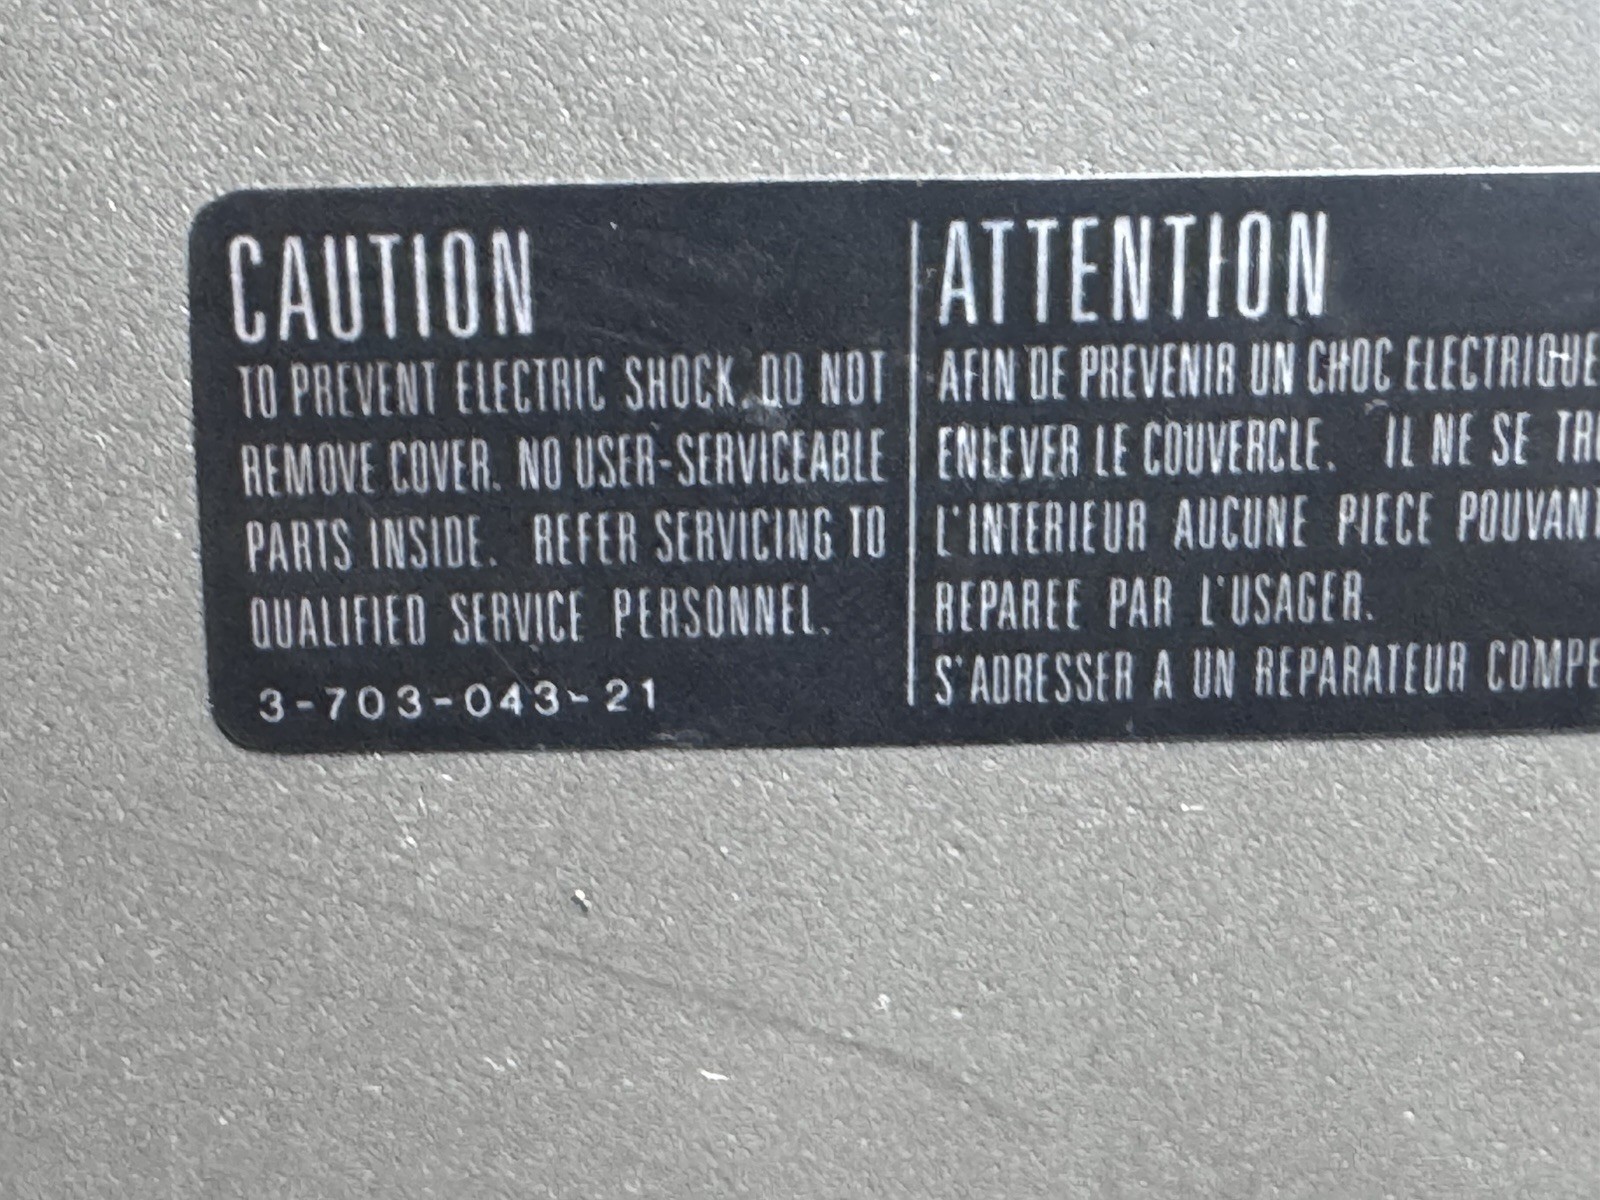 CAUTION
TO PREVENT ELECTRIC SHOCK, DO NOT
REMOVE COVER. NO USER-SERVICEABLE
PARTS INSIDE. REFER SERVICING TO
QUALIFIED SERVICE PERSONNEL.
3-703-043-21
ATTENTION
AFIN DE PREVENIR UN CHOC ELECTRIQUE
ENLEVER LE COUVERCLE. IL NE SE
L'INTERIEUR AUCUNE PIECE POUVANT
REPAREE PAR L'USAGER.
S'ADRESSER A UN REPARATEUR